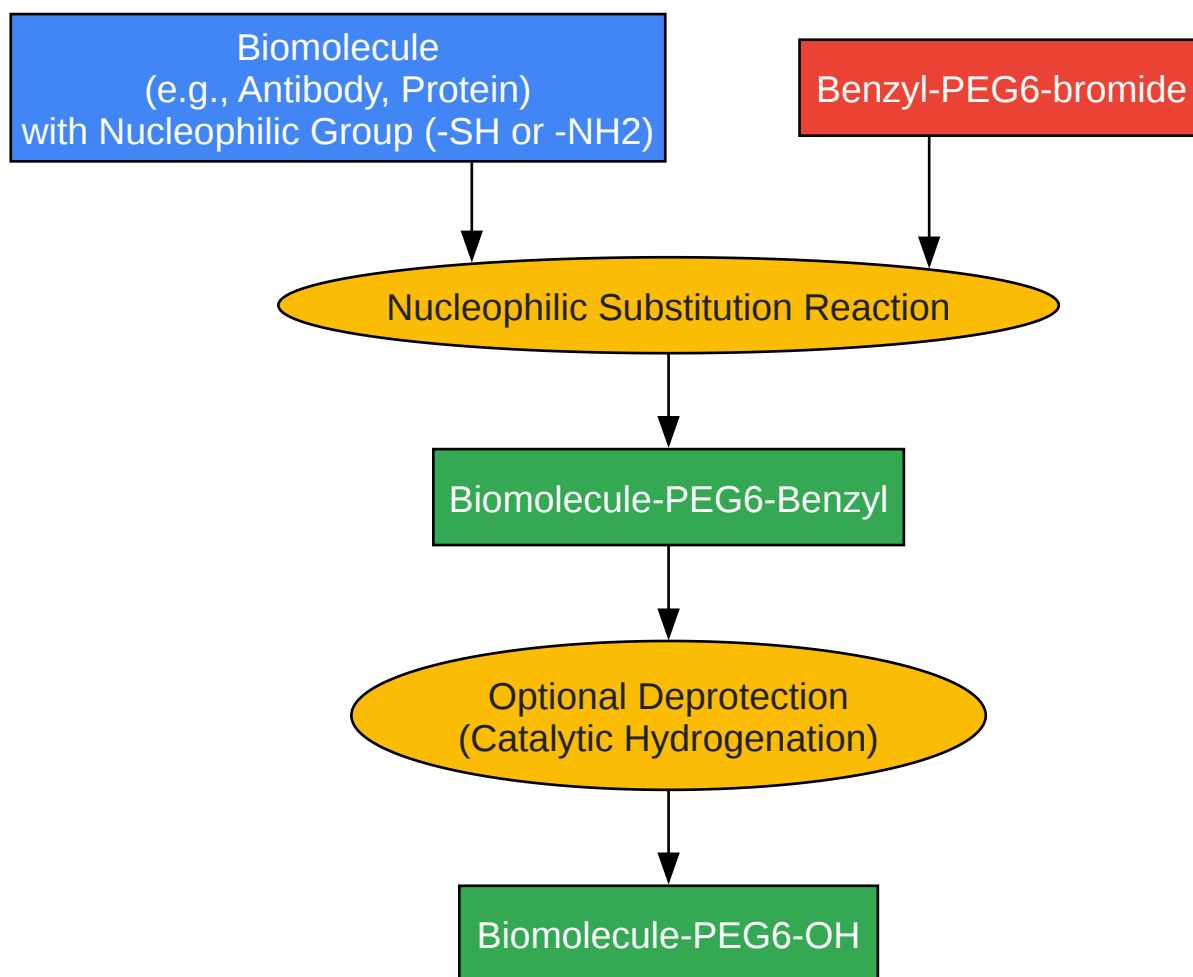 Biomolecule
(e.g., Antibody, Protein)
with Nucleophilic Group (-SH or -NH2)
Benzyl-PEG6-bromide
Nucleophilic Substitution Reaction
Biomolecule-PEG6-Benzyl
Optional Deprotection
(Catalytic Hydrogenation)
Biomolecule-PEG6-OH